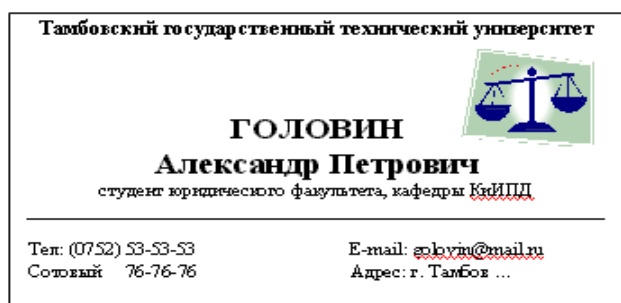 Тамбовский государственный технический университет
ГОЛОВИН
Александр Петрович
студент юридического факультета, кафедры КиИПД
Тел: (0752) 53-53-53 E-mail: golovin@mail.ru
Сотовый 76-76-76 Адрес: г. Тамбов ...